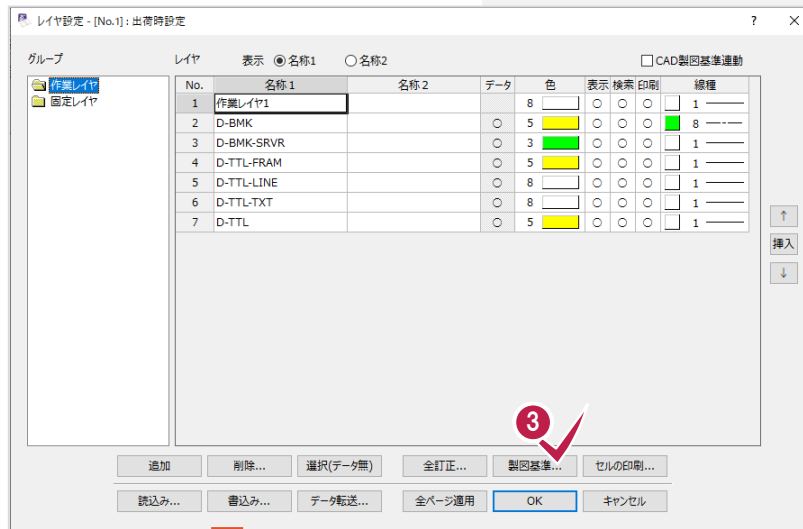 レイヤ設定 - [No.1] : 出荷時設定 ? ×
グループ レイヤ 表示 名称1 名称2 CAD製図基準連動
作業レイヤ
固定レイヤ
No. 名称 1 名称 2 データ 色 表示 検索 印刷 線種
1 作業レイヤ1 8 ○ ○ ○ 1
2 D-BMK ○ 5 ○ ○ ○ 8
3 D-BMK-SRVR ○ 3 ○ ○ ○ 1
4 D-TTL-FRAM ○ 5 ○ ○ ○ 1
5 D-TTL-LINE ○ 8 ○ ○ ○ 1
6 D-TTL-TXT ○ 8 ○ ○ ○ 1
7 D-TTL ○ 5 ○ ○ ○ 1
↑
挿入
↓
3
追加 削除... 選択(データ無) 全訂正... 製図基準... セルの印刷...
読込み... 書込み... データ転送... 全ページ適用 OK キャンセル